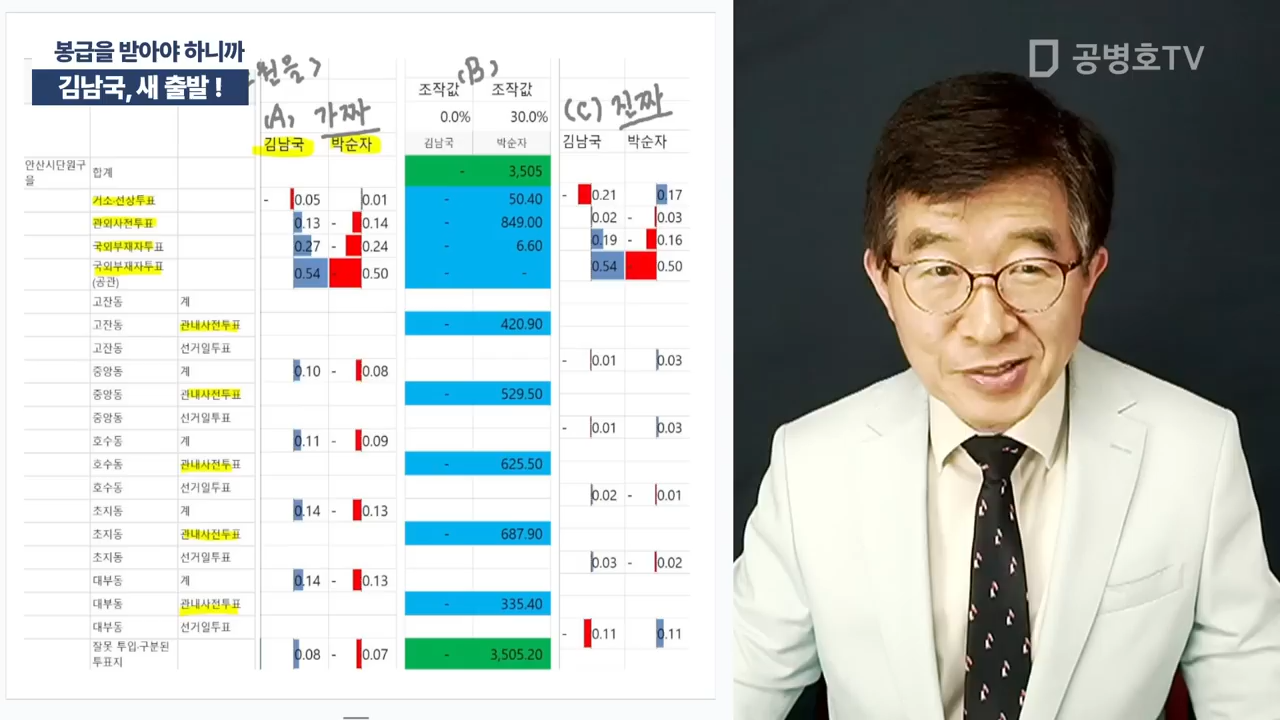 봉급을 받아야 하니까
김남국, 새 출발 !
공병호TV
원을>
(A) 가짜
(B)
(C) 진짜
조작값 조작값
0.0% 30.0%
김남국 박순자 김남국 박순자 김남국 박순자
안산시단원구을 합계 - 3,505
거소·선상투표 - 0.05 0.01 - 50.40 - 0.21 0.17
관외사전투표 0.13 - 0.14 - 849.00 0.02 - 0.03
국외부재자투표 0.27 - 0.24 - 6.60 0.19 - 0.16
국외부재자투표(공관) 0.54 - 0.50 - - 0.54 0.50
고잔동 계
고잔동 관내사전투표 - 420.90
고잔동 선거일투표 - 0.01 0.03
중앙동 계 0.10 - 0.08
중앙동 관내사전투표 - 529.50
중앙동 선거일투표 - 0.01 0.03
호수동 계 0.11 - 0.09
호수동 관내사전투표 - 625.50
호수동 선거일투표 0.02 - 0.01
초지동 계 0.14 - 0.13
초지동 관내사전투표 - 687.90
초지동 선거일투표 0.03 - 0.02
대부동 계 0.14 - 0.13
대부동 관내사전투표 - 335.40
대부동 선거일투표 - 0.11 0.11
잘못 투입·구분된 투표지 0.08 - 0.07 - 3,505.20